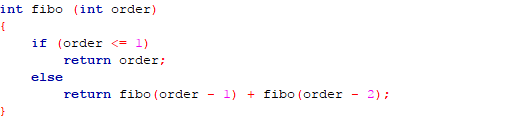 int fibo (int order)
{
    if (order <= 1)
        return order;
    else
        return fibo(order - 1) + fibo(order - 2);
}